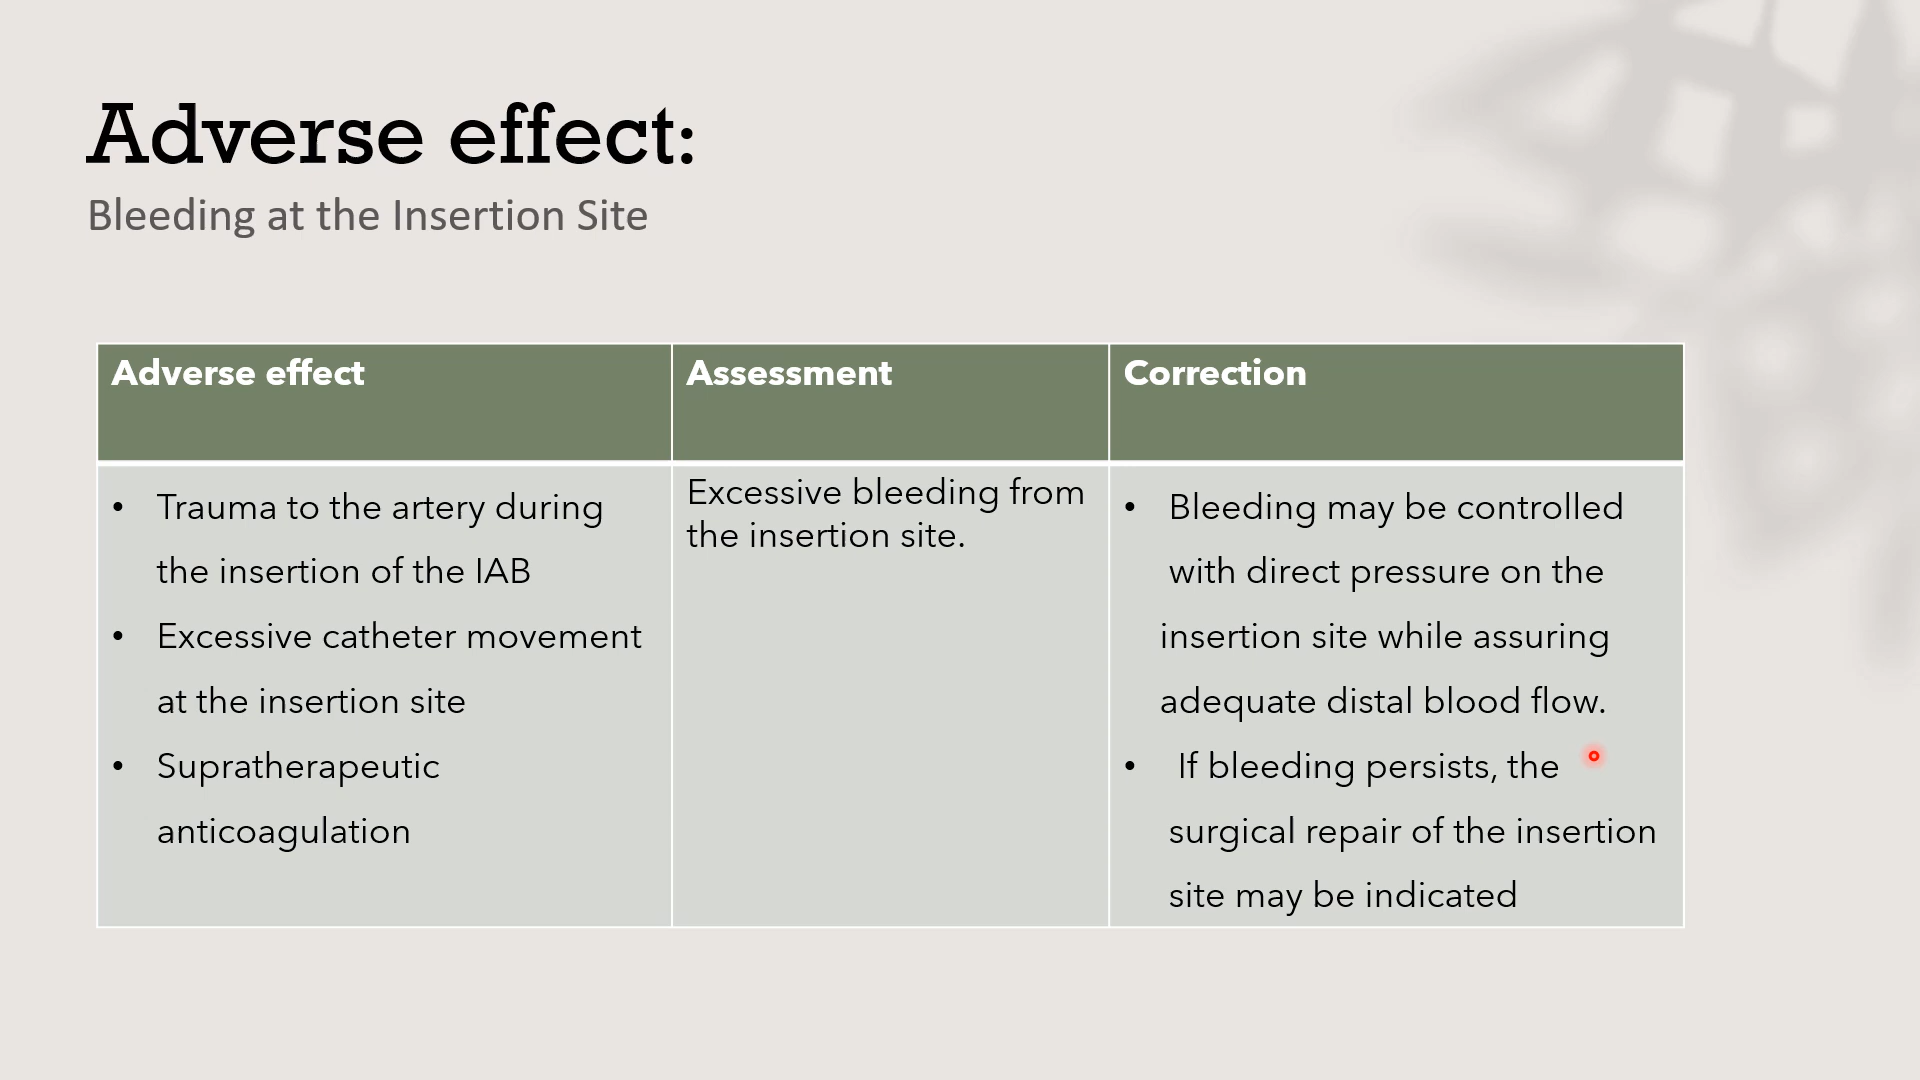 Adverse effect:
Bleeding at the Insertion Site
Adverse effect
Assessment
Correction
• Trauma to the artery during
the insertion of the IAB
• Excessive catheter movement
at the insertion site
• Supratherapeutic
anticoagulation
Excessive bleeding from
the insertion site.
• Bleeding may be controlled
with direct pressure on the
insertion site while assuring
adequate distal blood flow.
• If bleeding persists, the
surgical repair of the insertion
site may be indicated